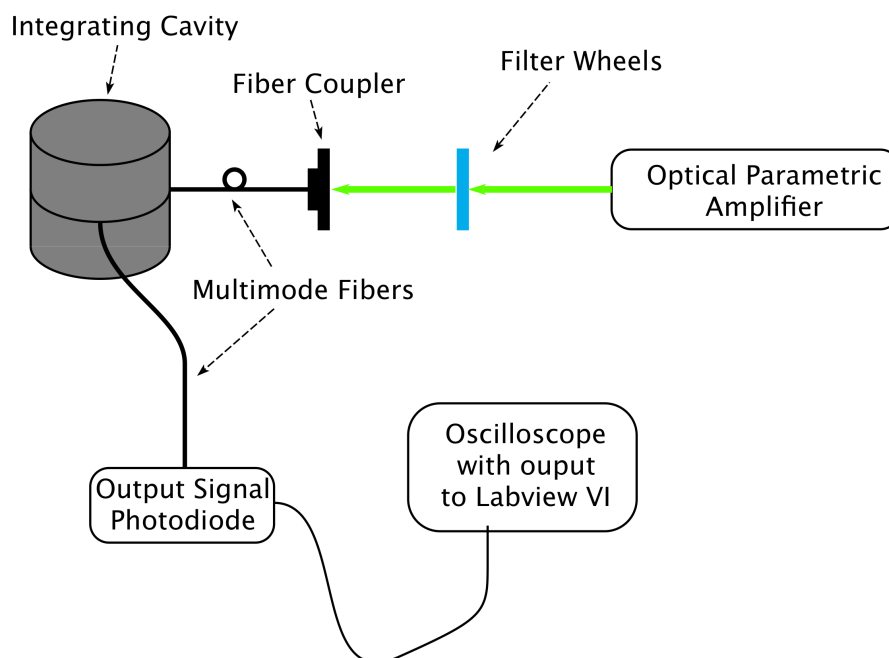 Integrating Cavity
Fiber Coupler
Filter Wheels
Optical Parametric
Amplifier
Multimode Fibers
Oscilloscope
with ouput
to Labview VI
Output Signal
Photodiode